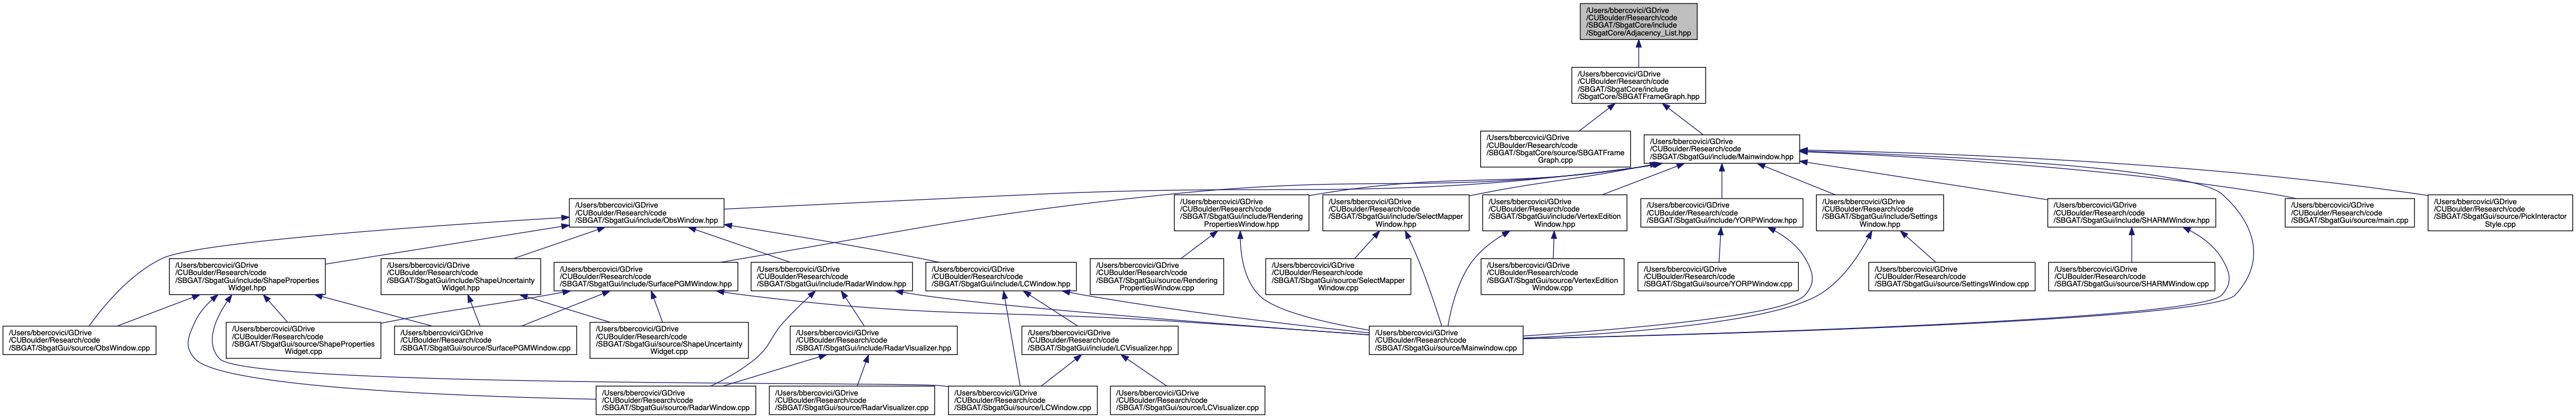 /Users/bbercovici/GDrive
/CUBoulder/Research/code
/SBGAT/SbgatCore/include
/SbgatCore/Adjacency_List.hpp
/Users/bbercovici/GDrive
/CUBoulder/Research/code
/SBGAT/SbgatCore/include
/SbgatCore/SBGATFrameGraph.hpp
/Users/bbercovici/GDrive
/CUBoulder/Research/code
/SBGAT/SbgatCore/source/SBGATFrame
Graph.cpp
/Users/bbercovici/GDrive
/CUBoulder/Research/code
/SBGAT/SbgatGui/include/Mainwindow.hpp
/Users/bbercovici/GDrive
/CUBoulder/Research/code
/SBGAT/SbgatGui/include/ObsWindow.hpp
/Users/bbercovici/GDrive
/CUBoulder/Research/code
/SBGAT/SbgatGui/include/Rendering
PropertiesWindow.hpp
/Users/bbercovici/GDrive
/CUBoulder/Research/code
/SBGAT/SbgatGui/include/SelectMapper
Window.hpp
/Users/bbercovici/GDrive
/CUBoulder/Research/code
/SBGAT/SbgatGui/include/VertexEdition
Window.hpp
/Users/bbercovici/GDrive
/CUBoulder/Research/code
/SBGAT/SbgatGui/include/YORPWindow.hpp
/Users/bbercovici/GDrive
/CUBoulder/Research/code
/SBGAT/SbgatGui/include/Settings
Window.hpp
/Users/bbercovici/GDrive
/CUBoulder/Research/code
/SBGAT/SbgatGui/include/SHARMWindow.hpp
/Users/bbercovici/GDrive
/CUBoulder/Research/code
/SBGAT/SbgatGui/source/main.cpp
/Users/bbercovici/GDrive
/CUBoulder/Research/code
/SBGAT/SbgatGui/source/PickInteractor
Style.cpp
/Users/bbercovici/GDrive
/CUBoulder/Research/code
/SBGAT/SbgatGui/include/ShapeProperties
Widget.hpp
/Users/bbercovici/GDrive
/CUBoulder/Research/code
/SBGAT/SbgatGui/include/ShapeUncertainty
Widget.hpp
/Users/bbercovici/GDrive
/CUBoulder/Research/code
/SBGAT/SbgatGui/include/SurfacePGMWindow.hpp
/Users/bbercovici/GDrive
/CUBoulder/Research/code
/SBGAT/SbgatGui/include/RadarWindow.hpp
/Users/bbercovici/GDrive
/CUBoulder/Research/code
/SBGAT/SbgatGui/include/LCWindow.hpp
/Users/bbercovici/GDrive
/CUBoulder/Research/code
/SBGAT/SbgatGui/source/Rendering
PropertiesWindow.cpp
/Users/bbercovici/GDrive
/CUBoulder/Research/code
/SBGAT/SbgatGui/source/SelectMapper
Window.cpp
/Users/bbercovici/GDrive
/CUBoulder/Research/code
/SBGAT/SbgatGui/source/VertexEdition
Window.cpp
/Users/bbercovici/GDrive
/CUBoulder/Research/code
/SBGAT/SbgatGui/source/YORPWindow.cpp
/Users/bbercovici/GDrive
/CUBoulder/Research/code
/SBGAT/SbgatGui/source/SettingsWindow.cpp
/Users/bbercovici/GDrive
/CUBoulder/Research/code
/SBGAT/SbgatGui/source/SHARMWindow.cpp
/Users/bbercovici/GDrive
/CUBoulder/Research/code
/SBGAT/SbgatGui/source/ObsWindow.cpp
/Users/bbercovici/GDrive
/CUBoulder/Research/code
/SBGAT/SbgatGui/source/ShapeProperties
Widget.cpp
/Users/bbercovici/GDrive
/CUBoulder/Research/code
/SBGAT/SbgatGui/source/SurfacePGMWindow.cpp
/Users/bbercovici/GDrive
/CUBoulder/Research/code
/SBGAT/SbgatGui/source/ShapeUncertainty
Widget.cpp
/Users/bbercovici/GDrive
/CUBoulder/Research/code
/SBGAT/SbgatGui/include/RadarVisualizer.hpp
/Users/bbercovici/GDrive
/CUBoulder/Research/code
/SBGAT/SbgatGui/include/LCVisualizer.hpp
/Users/bbercovici/GDrive
/CUBoulder/Research/code
/SBGAT/SbgatGui/source/Mainwindow.cpp
/Users/bbercovici/GDrive
/CUBoulder/Research/code
/SBGAT/SbgatGui/source/RadarWindow.cpp
/Users/bbercovici/GDrive
/CUBoulder/Research/code
/SBGAT/SbgatGui/source/RadarVisualizer.cpp
/Users/bbercovici/GDrive
/CUBoulder/Research/code
/SBGAT/SbgatGui/source/LCWindow.cpp
/Users/bbercovici/GDrive
/CUBoulder/Research/code
/SBGAT/SbgatGui/source/LCVisualizer.cpp